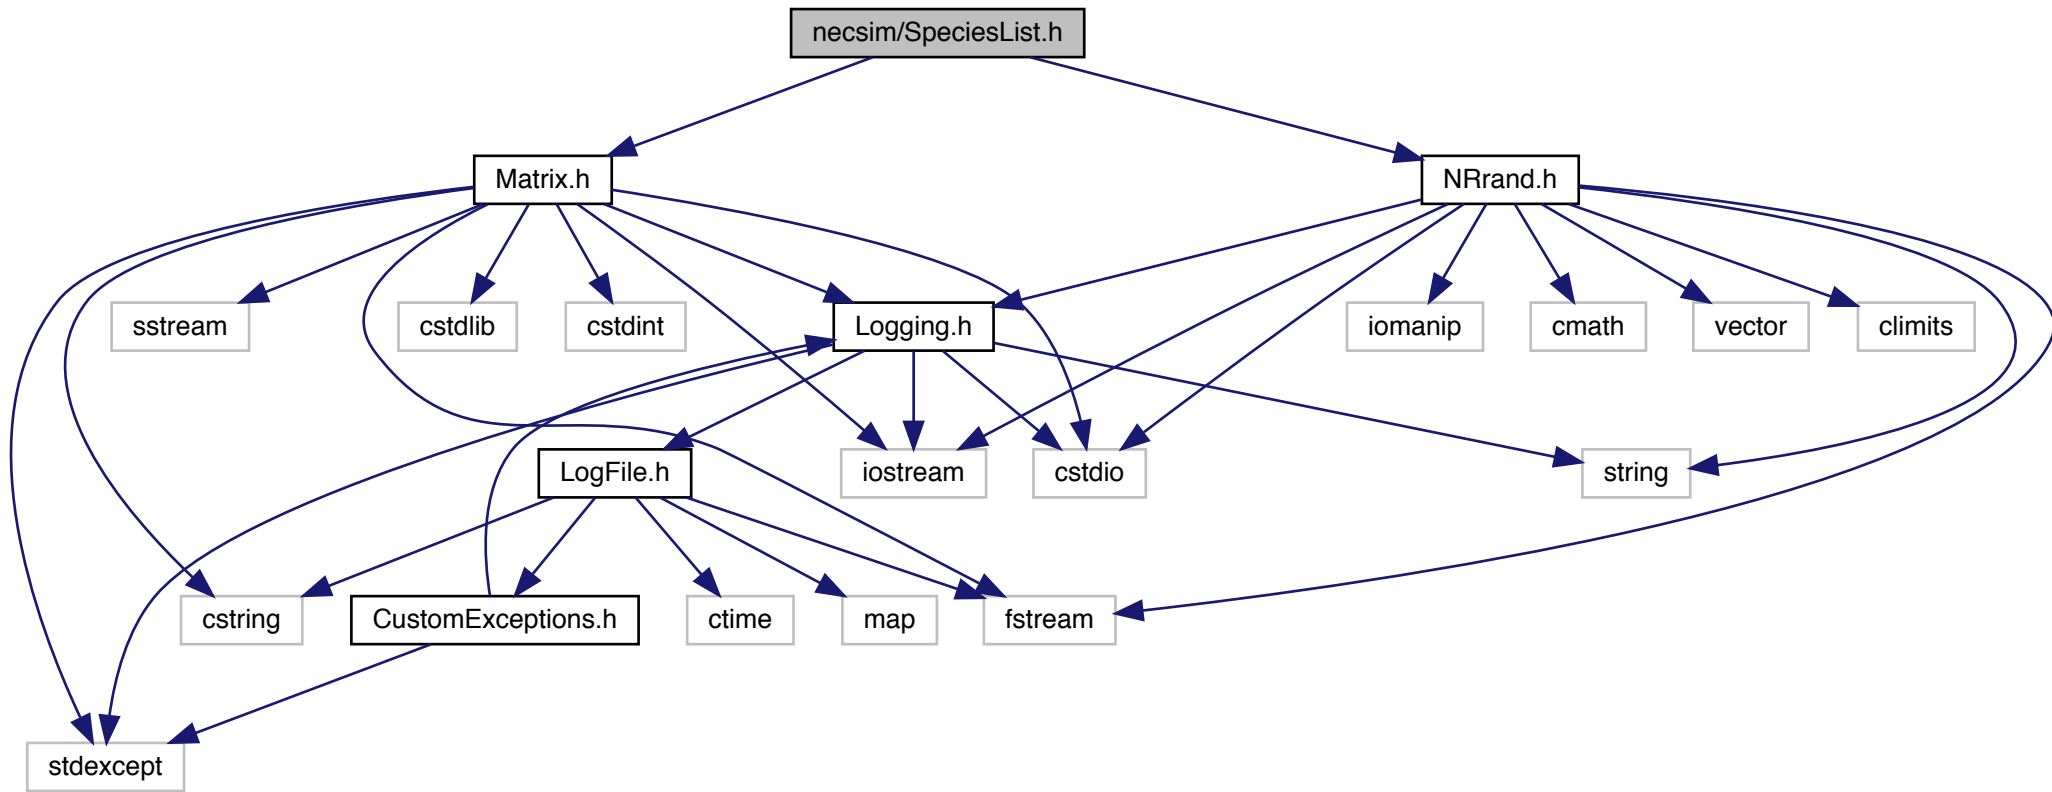 necsim/SpeciesList.h
Matrix.h
NRrand.h
sstream
cstdlib
cstdint
Logging.h
iomanip
cmath
vector
climits
LogFile.h
iostream
cstdio
string
cstring
CustomExceptions.h
ctime
map
fstream
stdexcept